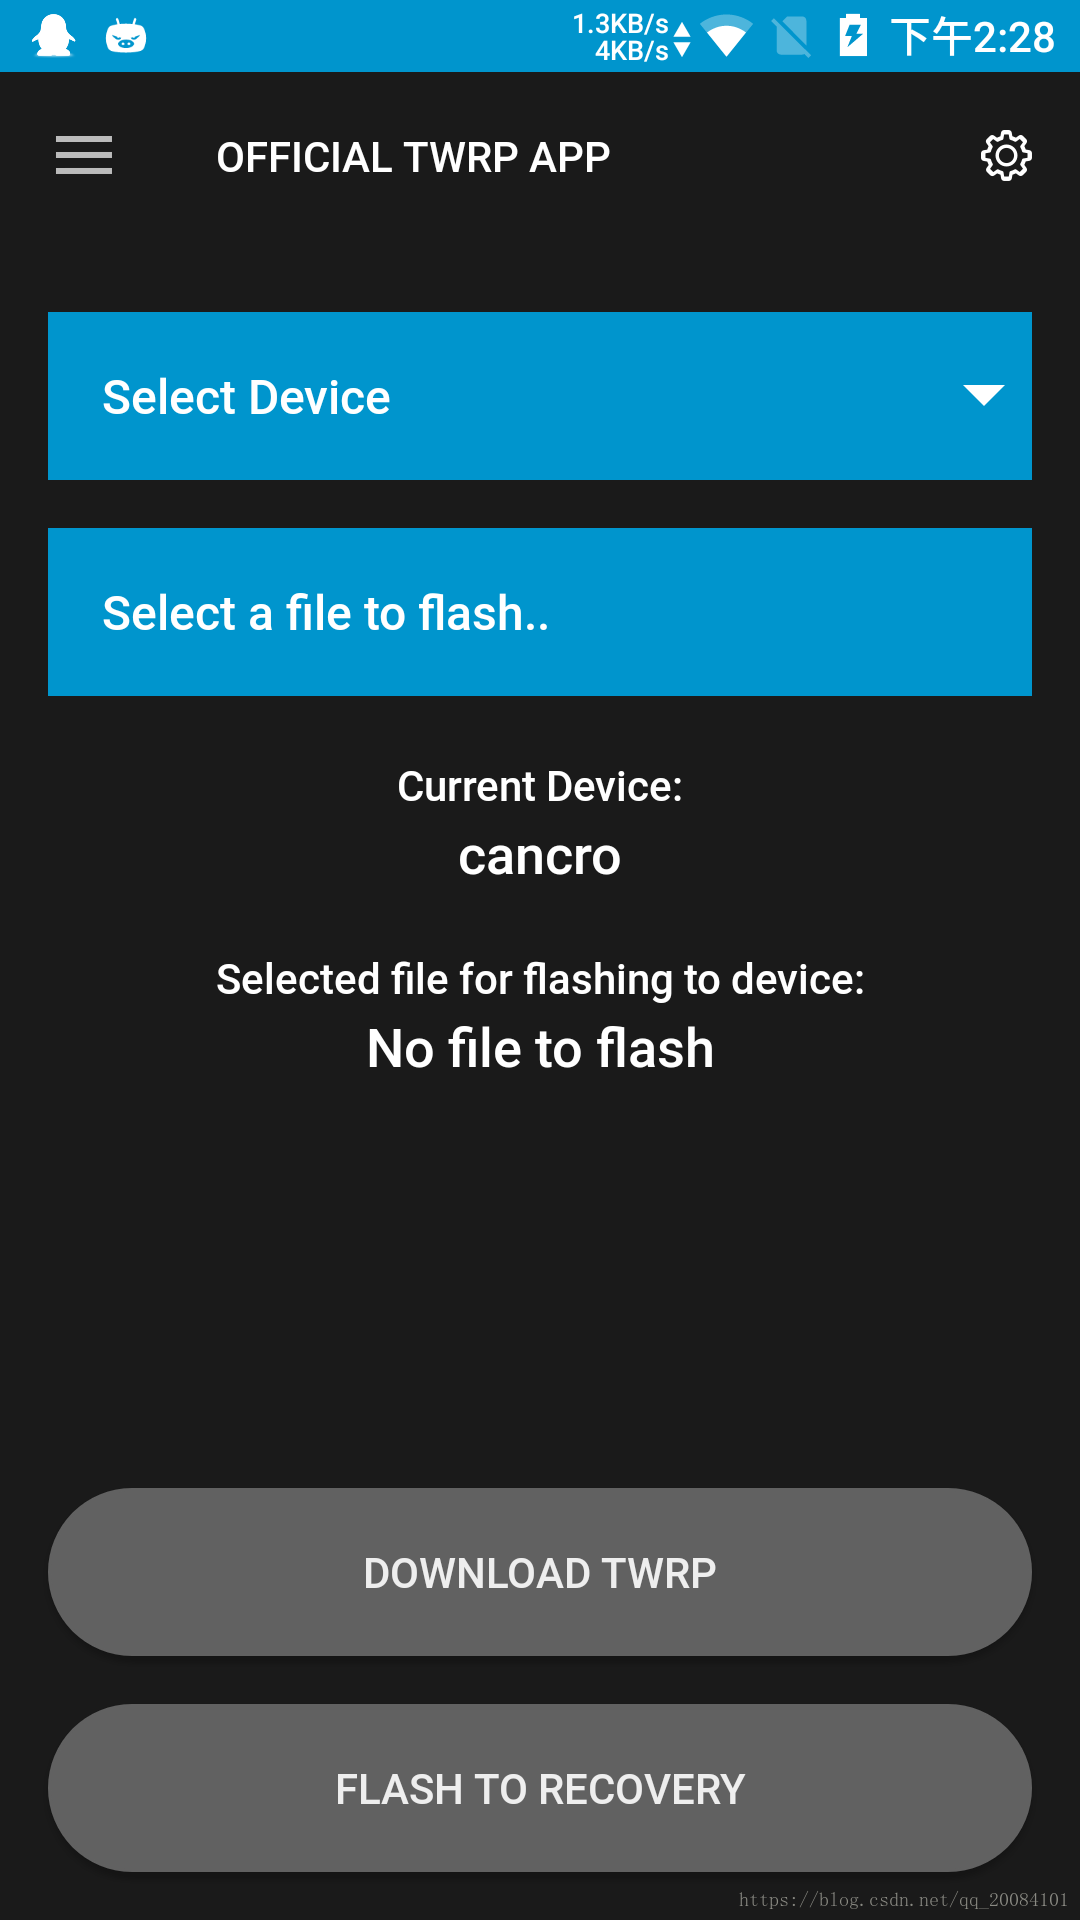 1.3KB/s
4KB/s
下午2:28
OFFICIAL TWRP APP
Select Device
Select a file to flash..
Current Device:
cancro
Selected file for flashing to device:
No file to flash
DOWNLOAD TWRP
FLASH TO RECOVERY
https://blog.csdn.net/qq_20084101